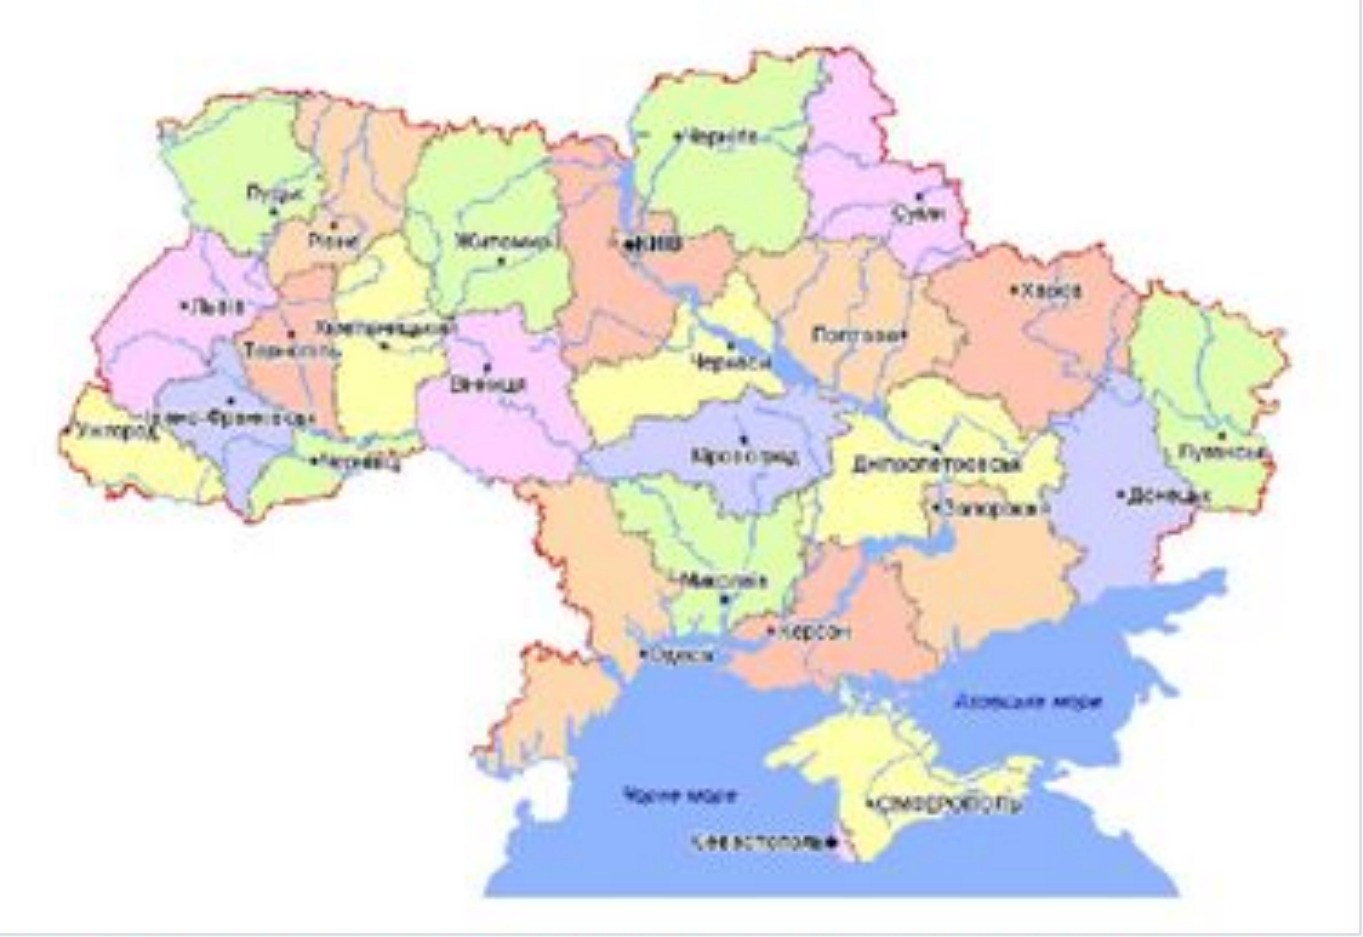 Чернігів
Суми
Луцьк
Рівне
Житомир
КИЇВ
Львів
Харків
Хмельницький
Тернопіль
Полтава
Черкаси
Вінниця
Івано-Франківськ
Ужгород
Чернівці
Кіровоград
Дніпропетровськ
Луганськ
Донецьк
Запоріжжя
Миколаїв
Херсон
Одеса
Азовське море
Чорне море
СІМФЕРОПОЛЬ
Севастополь